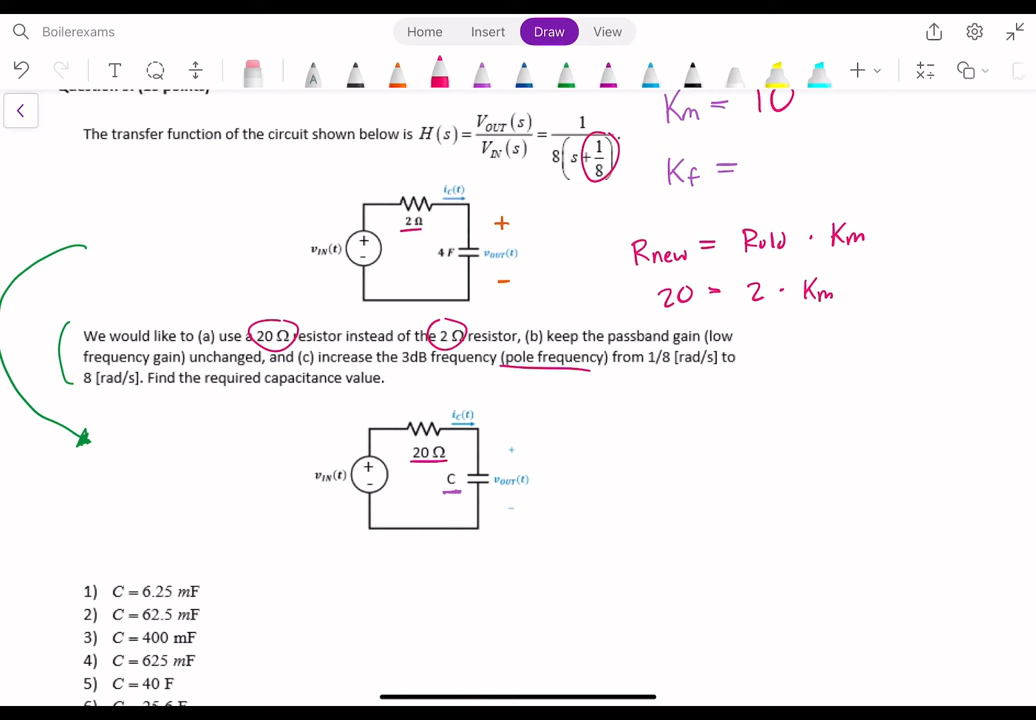 Boilerexams
Home Insert Draw View
Km = 10
The transfer function of the circuit shown below is H(s) = V_OUT(s) / V_IN(s) = 1 / 8(s + 1/8).
Kf =
i_C(t)
2 Ω
+
v_IN(t) + -
4 F v_OUT(t)
-
Rnew = Rold · Km
20 = 2 · Km
We would like to (a) use a 20 Ω resistor instead of the 2 Ω resistor, (b) keep the passband gain (low
frequency gain) unchanged, and (c) increase the 3dB frequency (pole frequency) from 1/8 [rad/s] to
8 [rad/s]. Find the required capacitance value.
i_C(t)
20 Ω
+
v_IN(t) + -
C v_OUT(t)
-
1) C = 6.25 mF
2) C = 62.5 mF
3) C = 400 mF
4) C = 625 mF
5) C = 40 F